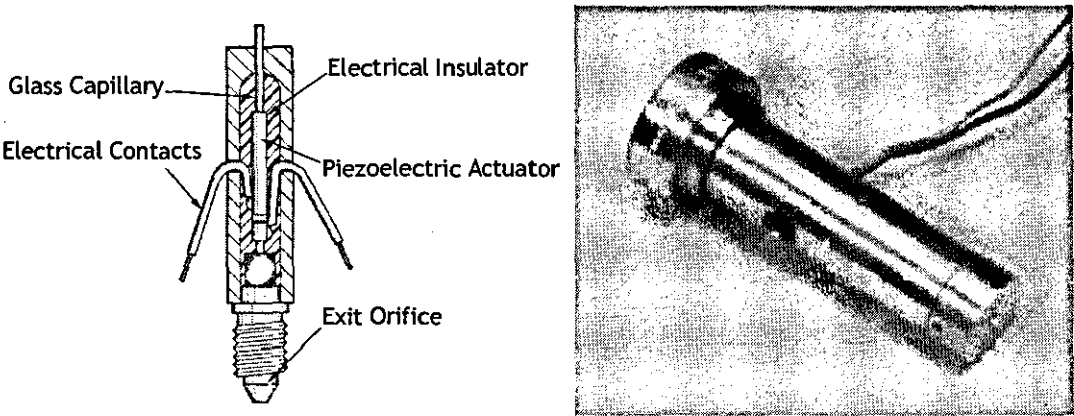 Glass Capillary
Electrical Insulator
Electrical Contacts
Piezoelectric Actuator
Exit Orifice